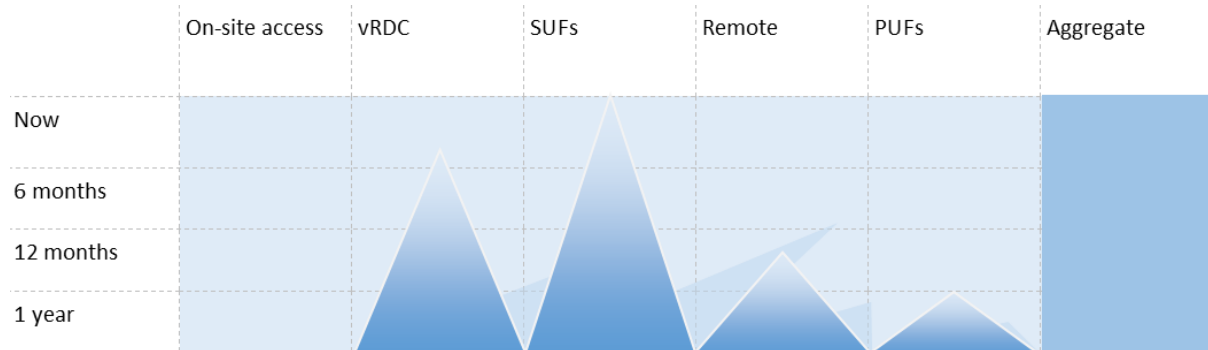 On-site access
vRDC
SUFs
Remote
PUFs
Aggregate
Now
6 months
12 months
1 year